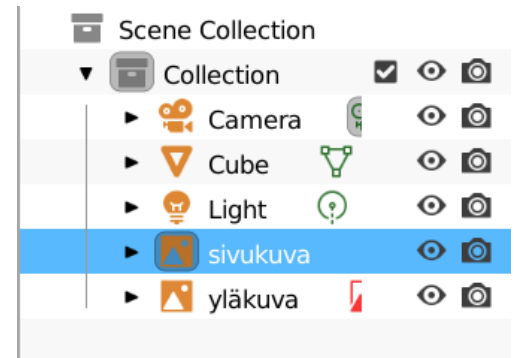 Scene Collection
Collection
Camera
Cube
Light
sivukuva
yläkuva